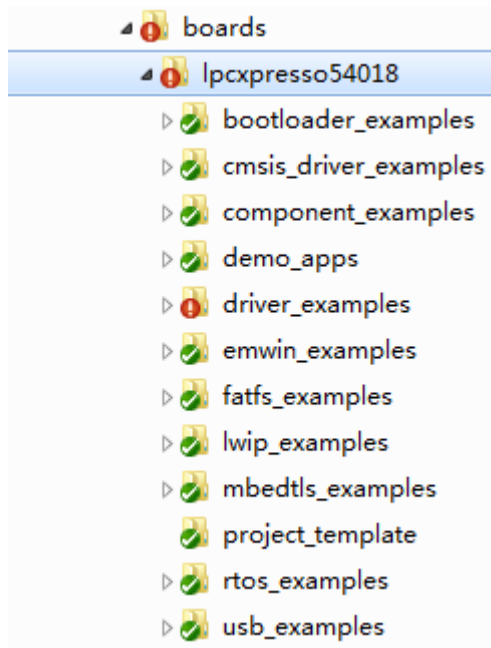 boards
lpcxpresso54018
bootloader_examples
cmsis_driver_examples
component_examples
demo_apps
driver_examples
emwin_examples
fatfs_examples
lwip_examples
mbedtls_examples
project_template
rtos_examples
usb_examples